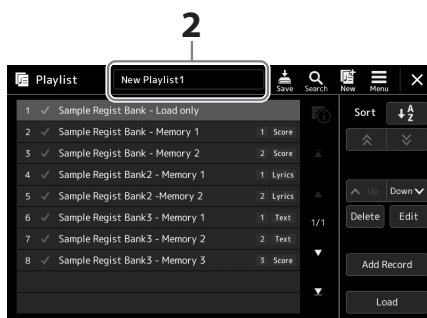 2
Playlist New Playlist1 Save Search New Menu
1 Sample Regist Bank - Load only
2 Sample Regist Bank - Memory 1 1 Score
3 Sample Regist Bank - Memory 2 2 Score
4 Sample Regist Bank2 - Memory 1 1 Lyrics
5 Sample Regist Bank2 -Memory 2 2 Lyrics
6 Sample Regist Bank3 - Memory 1 1 Text
7 Sample Regist Bank3 - Memory 2 2 Text
8 Sample Regist Bank3 - Memory 3 3 Score
1/1
Sort A Z
Up Down
Delete Edit
Add Record
Load